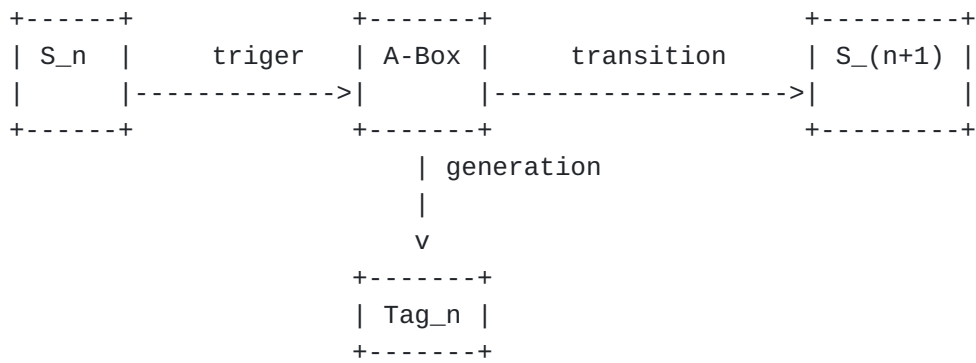 S_n triger A-Box transition S_(n+1)
generation
Tag_n